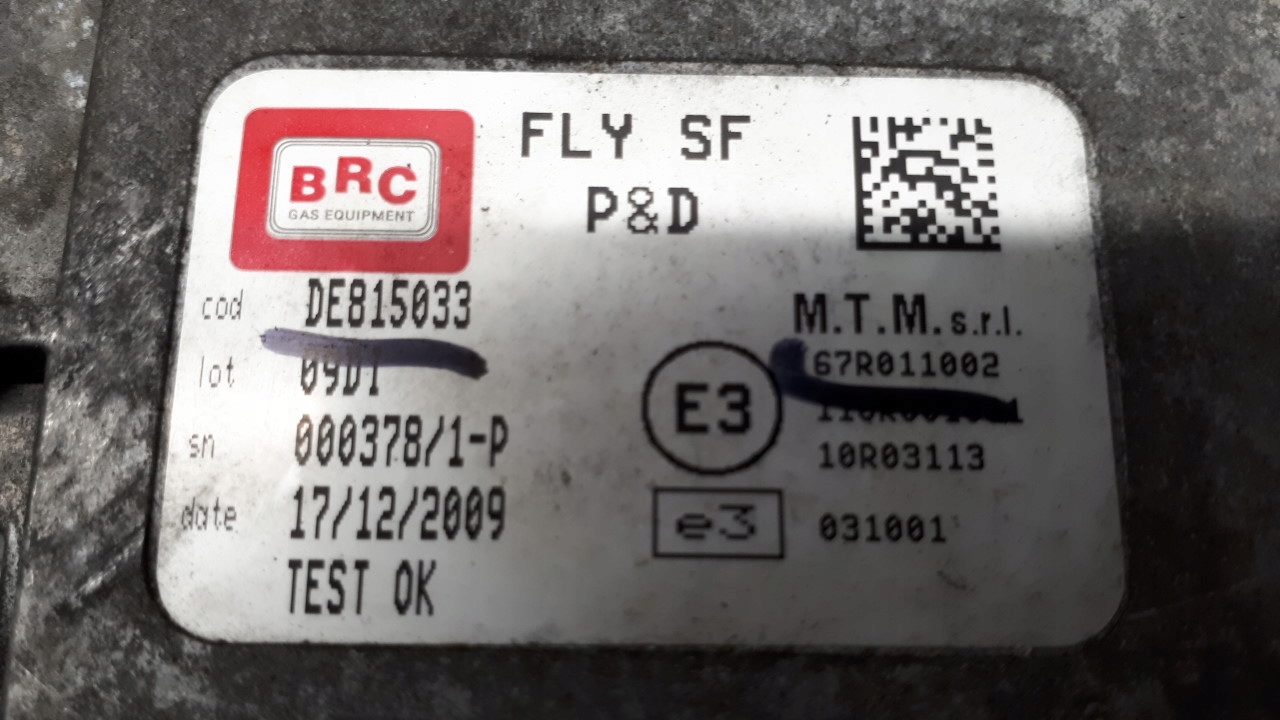 BRC
GAS EQUIPMENT
FLY SF
P&D
cod DE815033
lot 09D1
sn 000378/1-P
date 17/12/2009
TEST OK
M.T.M. s.r.l.
E3
67R011002
10R03113
e3 031001